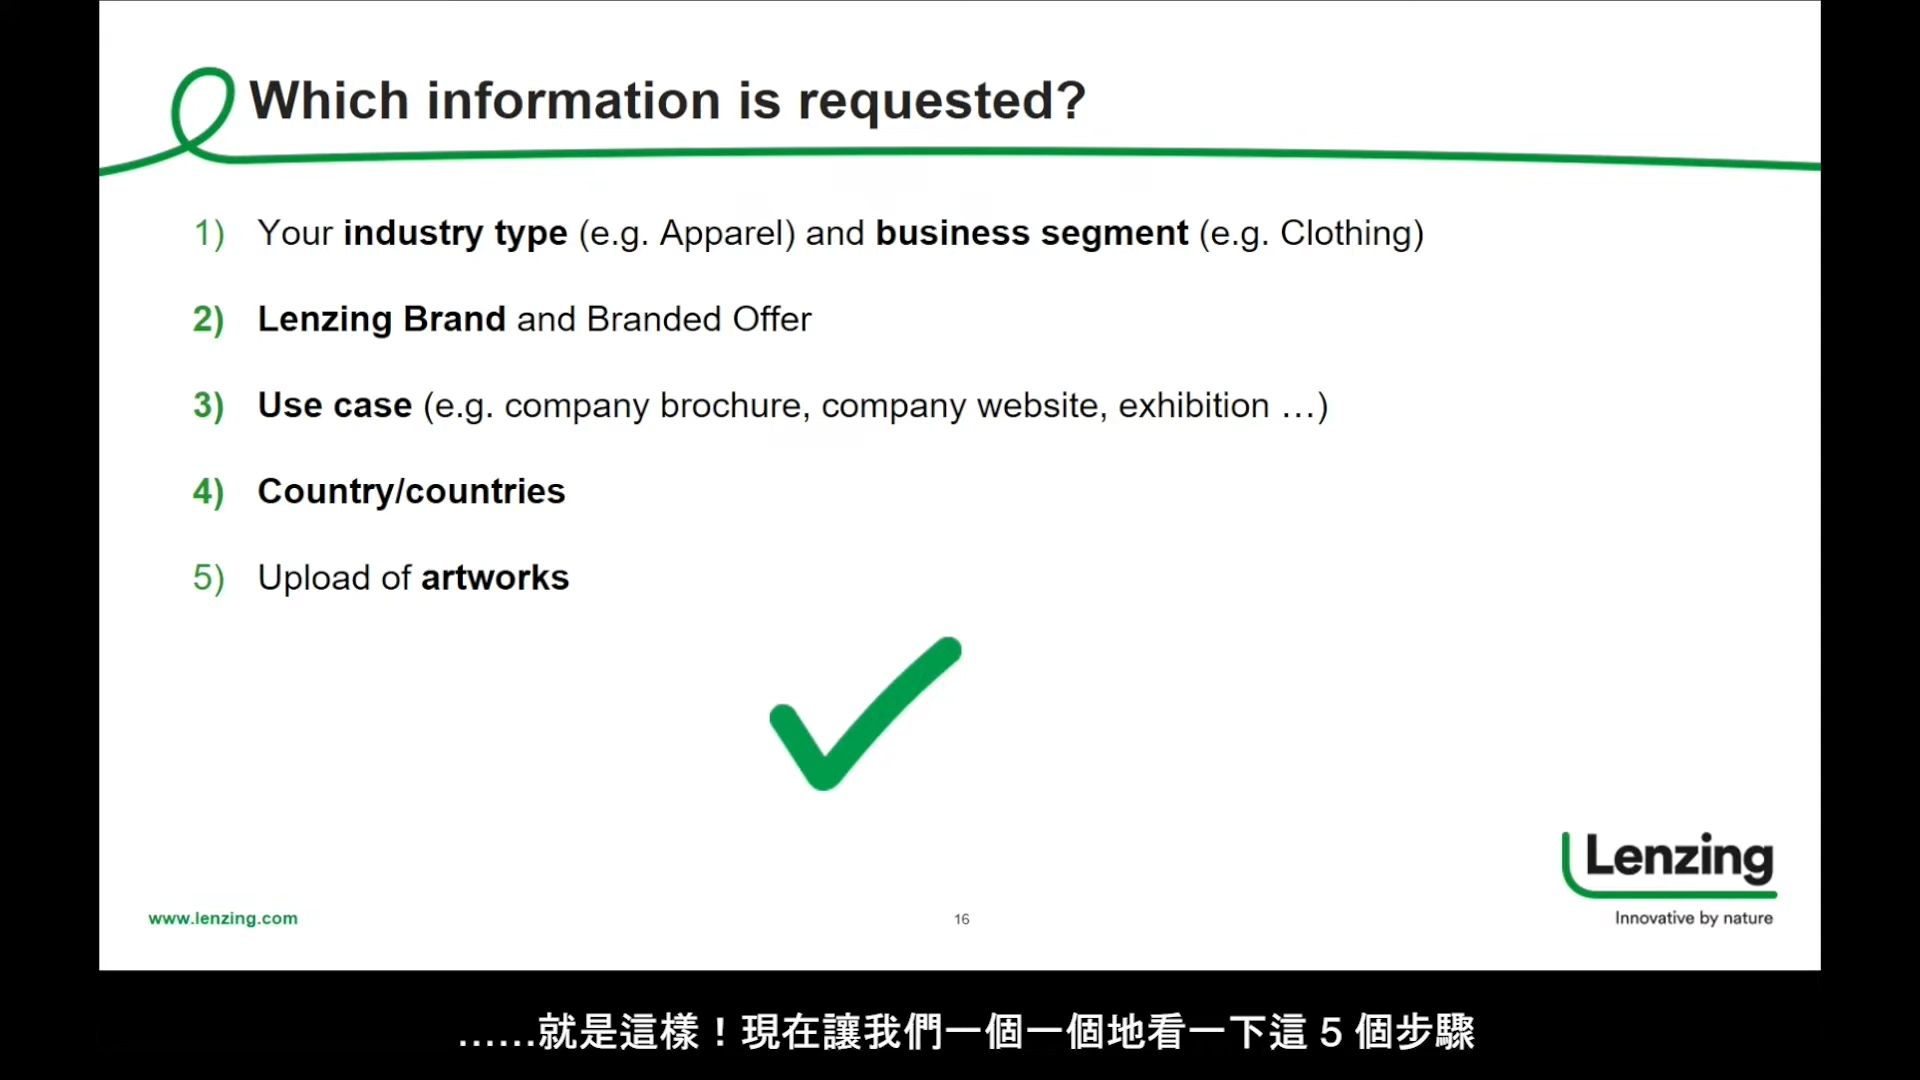 Which information is requested?
1) Your industry type (e.g. Apparel) and business segment (e.g. Clothing)
2) Lenzing Brand and Branded Offer
3) Use case (e.g. company brochure, company website, exhibition …)
4) Country/countries
5) Upload of artworks
Lenzing
Innovative by nature
www.lenzing.com
16
……就是這樣！現在讓我們一個一個地看一下這 5 個步驟